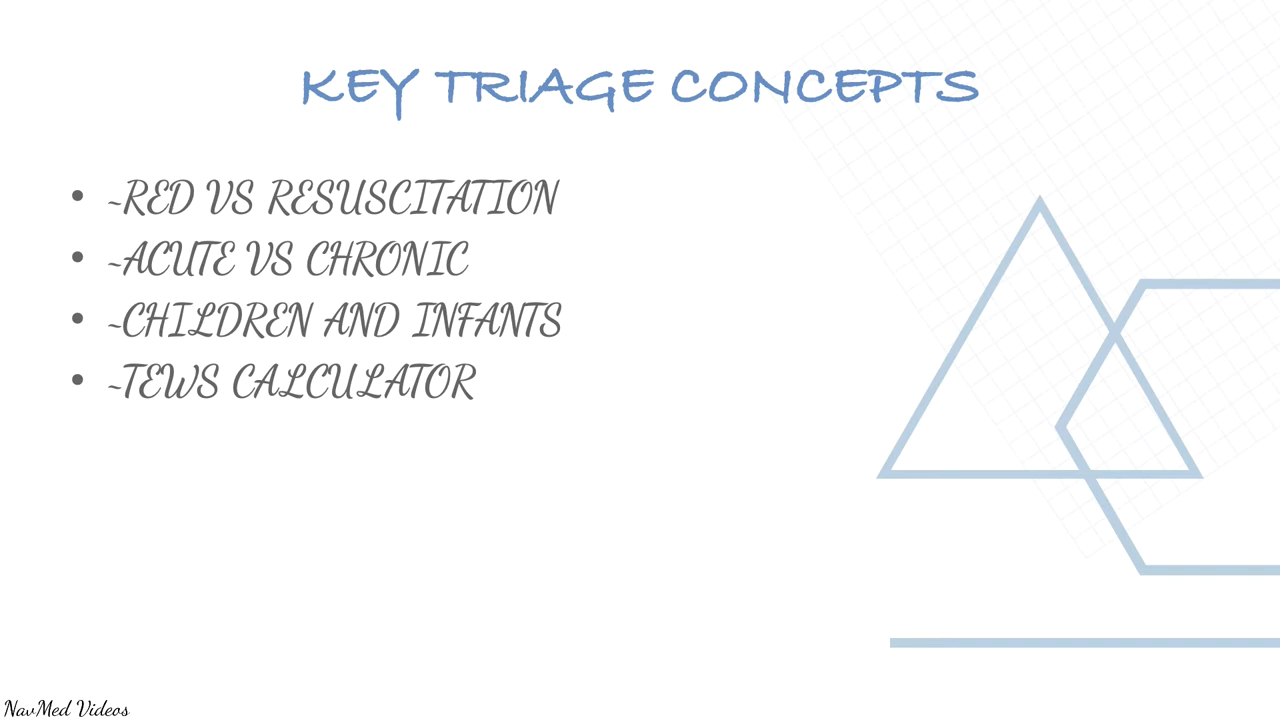 KEY TRIAGE CONCEPTS
• ~RED VS RESUSCITATION
• ~ACUTE VS CHRONIC
• ~CHILDREN AND INFANTS
• ~TEWS CALCULATOR
NavMed Videos